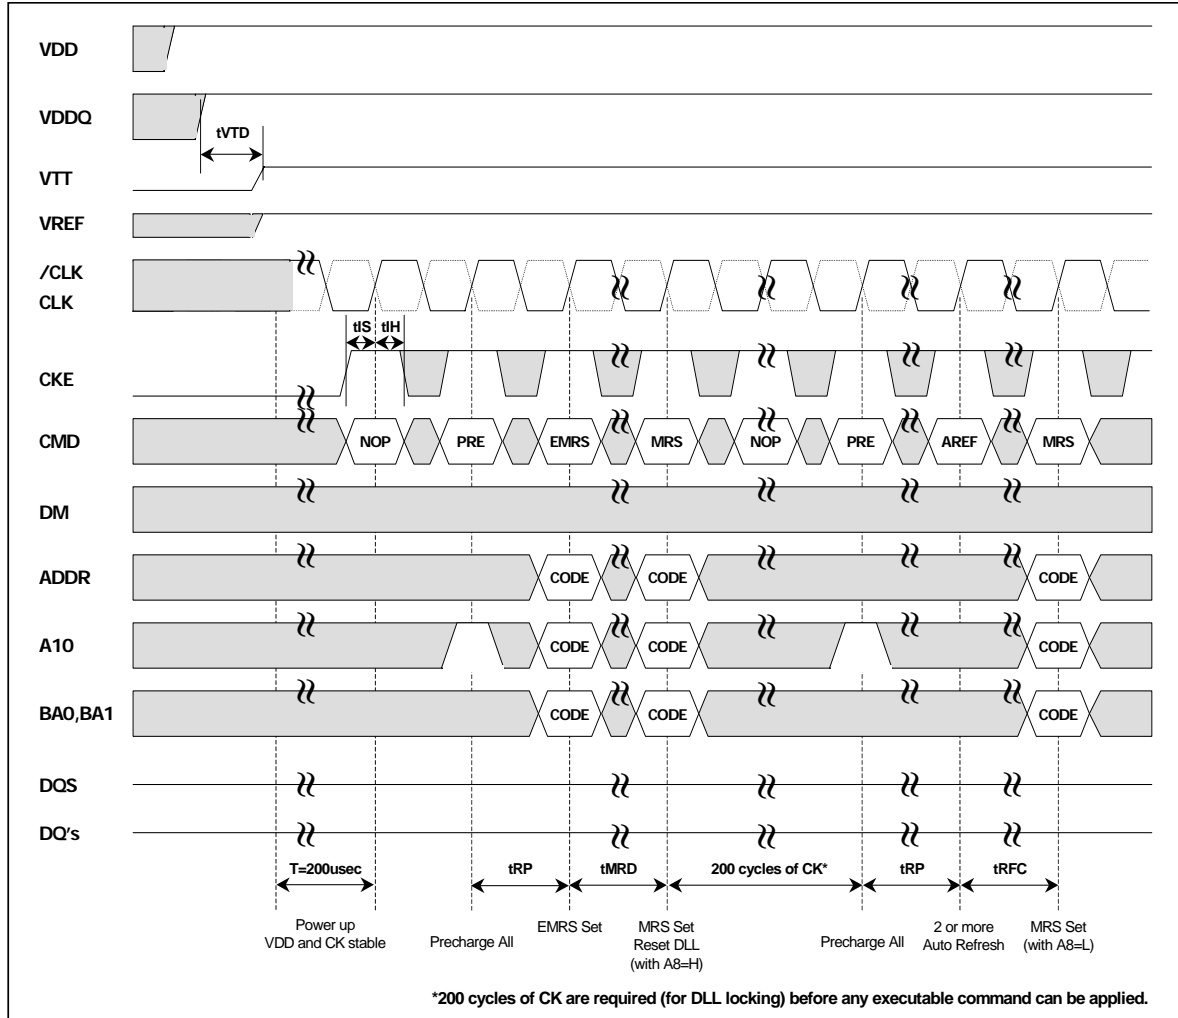 VDD
VDDQ
tVTD
VTT
VREF
/CLK
CLK
tIS tIH
CKE
CMD NOP PRE EMRS MRS NOP PRE AREF MRS
DM
ADDR CODE CODE CODE
A10 CODE CODE CODE
BA0,BA1 CODE CODE CODE
DQS
DQ's
T=200usec tRP tMRD 200 cycles of CK* tRP tRFC
Power up
VDD and CK stable
Precharge All
EMRS Set
MRS Set
Reset DLL
(with A8=H)
Precharge All
2 or more
Auto Refresh
MRS Set
(with A8=L)
*200 cycles of CK are required (for DLL locking) before any executable command can be applied.